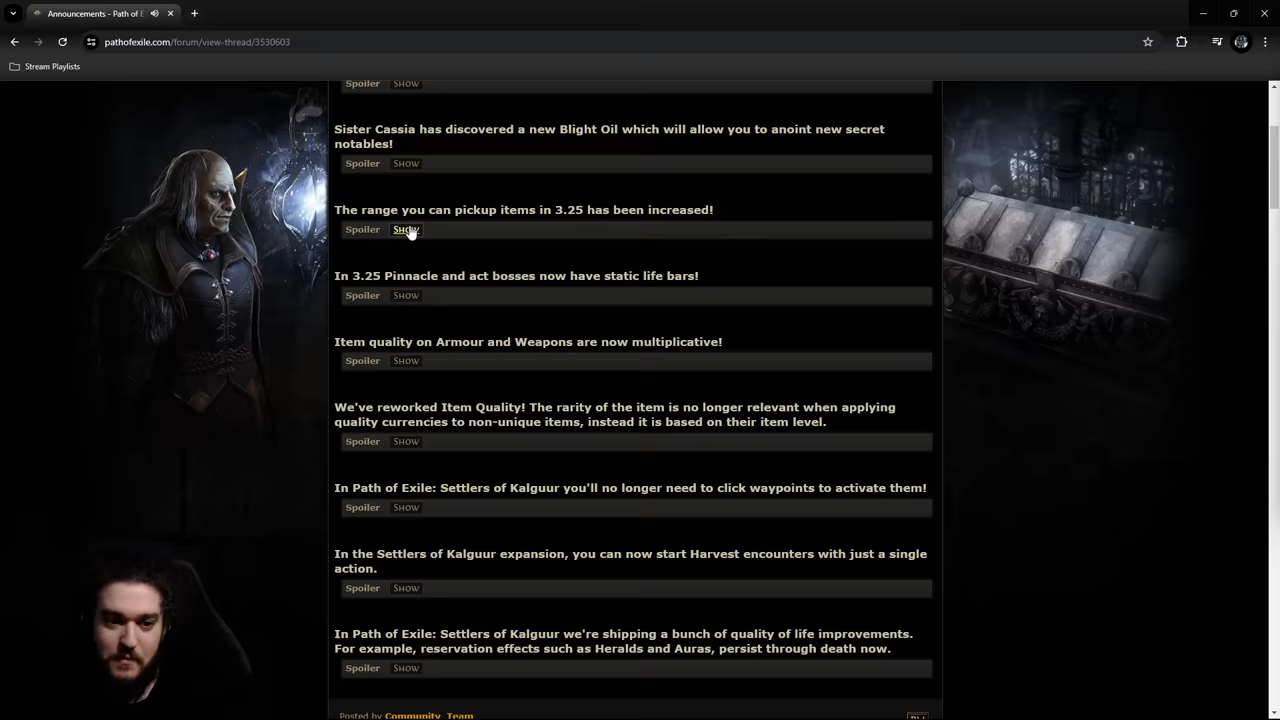 Announcements - Path of E
pathofexile.com/forum/view-thread/3530603
Stream Playlists
Spoiler SHOW
Sister Cassia has discovered a new Blight Oil which will allow you to anoint new secret
notables!
Spoiler SHOW
The range you can pickup items in 3.25 has been increased!
Spoiler SHOW
In 3.25 Pinnacle and act bosses now have static life bars!
Spoiler SHOW
Item quality on Armour and Weapons are now multiplicative!
Spoiler SHOW
We've reworked Item Quality! The rarity of the item is no longer relevant when applying
quality currencies to non-unique items, instead it is based on their item level.
Spoiler SHOW
In Path of Exile: Settlers of Kalguur you'll no longer need to click waypoints to activate them!
Spoiler SHOW
In the Settlers of Kalguur expansion, you can now start Harvest encounters with just a single
action.
Spoiler SHOW
In Path of Exile: Settlers of Kalguur we're shipping a bunch of quality of life improvements.
For example, reservation effects such as Heralds and Auras, persist through death now.
Spoiler SHOW
Posted by Community_Team